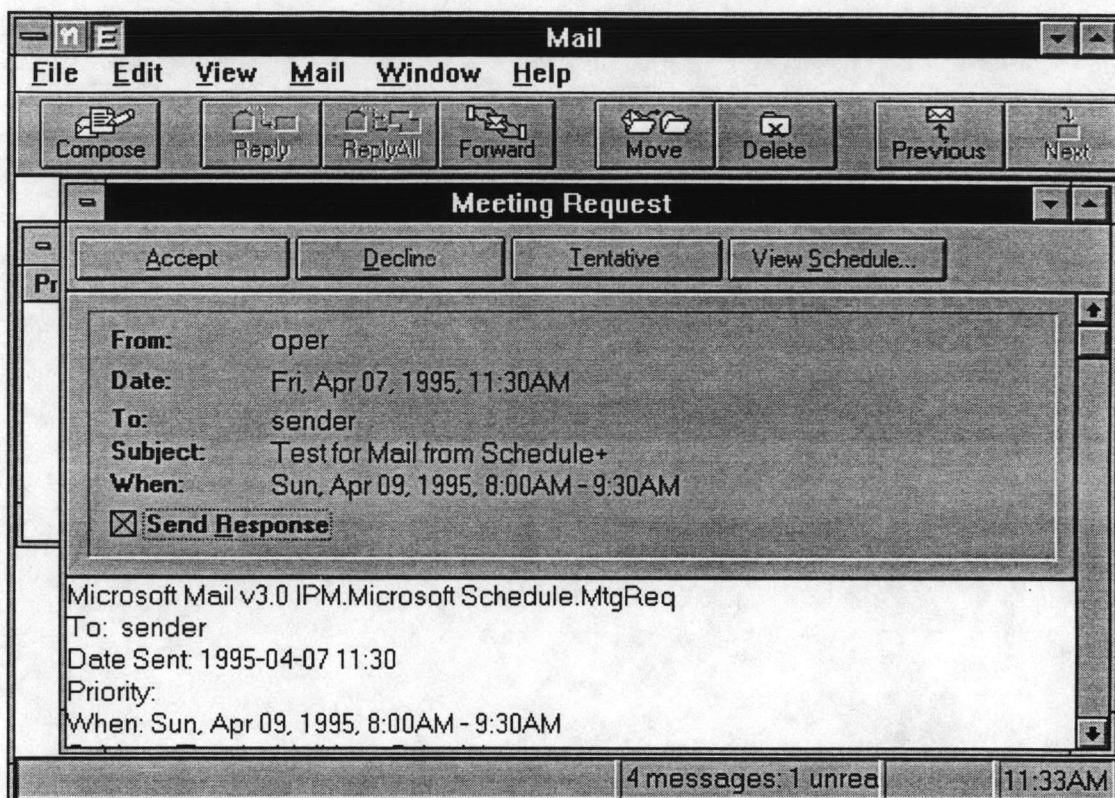 Mail
File Edit View Mail Window Help
Compose Reply ReplyAll Forward Move Delete Previous Next
Meeting Request
Accept Decline Tentative View Schedule...
Pr
From: oper
Date: Fri, Apr 07, 1995, 11:30AM
To: sender
Subject: Test for Mail from Schedule+
When: Sun, Apr 09, 1995, 8:00AM - 9:30AM
Send Response
Microsoft Mail v3.0 IPM.Microsoft Schedule.MtgReq
To: sender
Date Sent: 1995-04-07 11:30
Priority:
When: Sun, Apr 09, 1995, 8:00AM - 9:30AM
4 messages: 1 unrea 11:33AM